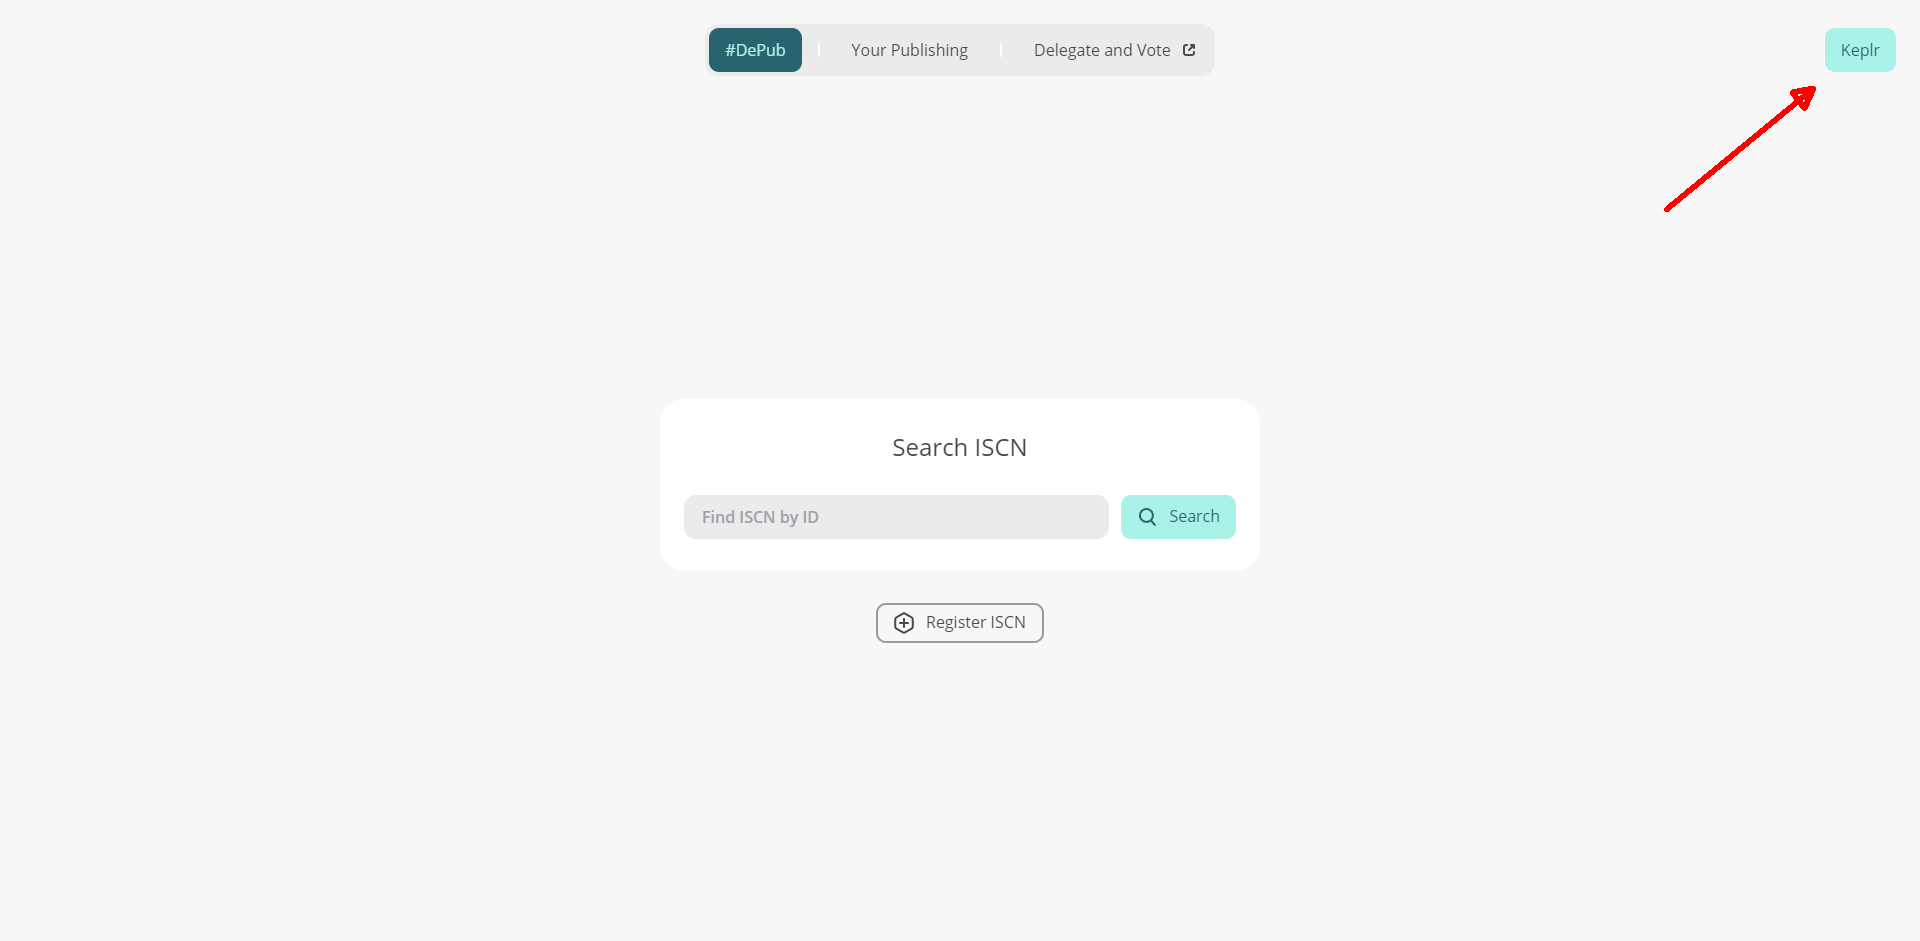 #DePub
Your Publishing
Delegate and Vote
Keplr
Search ISCN
Find ISCN by ID
Search
Register ISCN